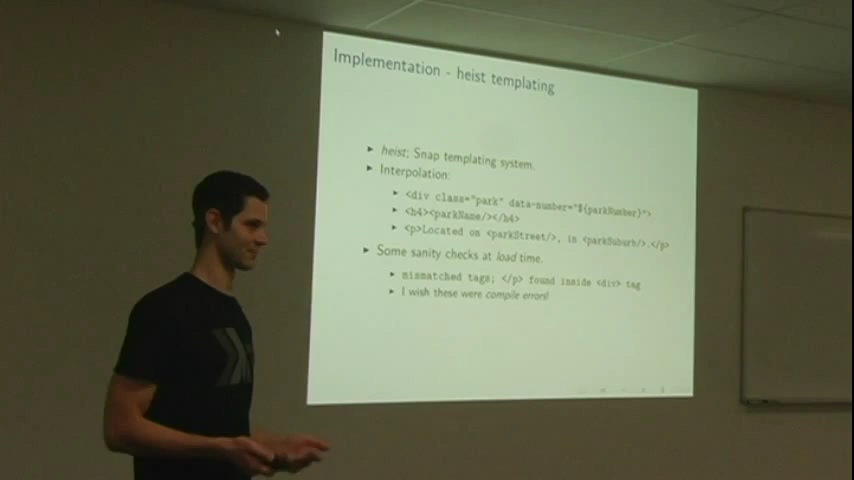 Implementation - heist templating
▸ heist; Snap templating system.
▸ Interpolation:
▸ <div class="park" data-number="${parkNumber}">
▸ <h4><parkName/></h4>
▸ <p>Located on <parkStreet/>, in <parkSuburb/>.</p>
▸ Some sanity checks at load time.
▸ mismatched tags; </p> found inside <div> tag
▸ I wish these were compile errors!